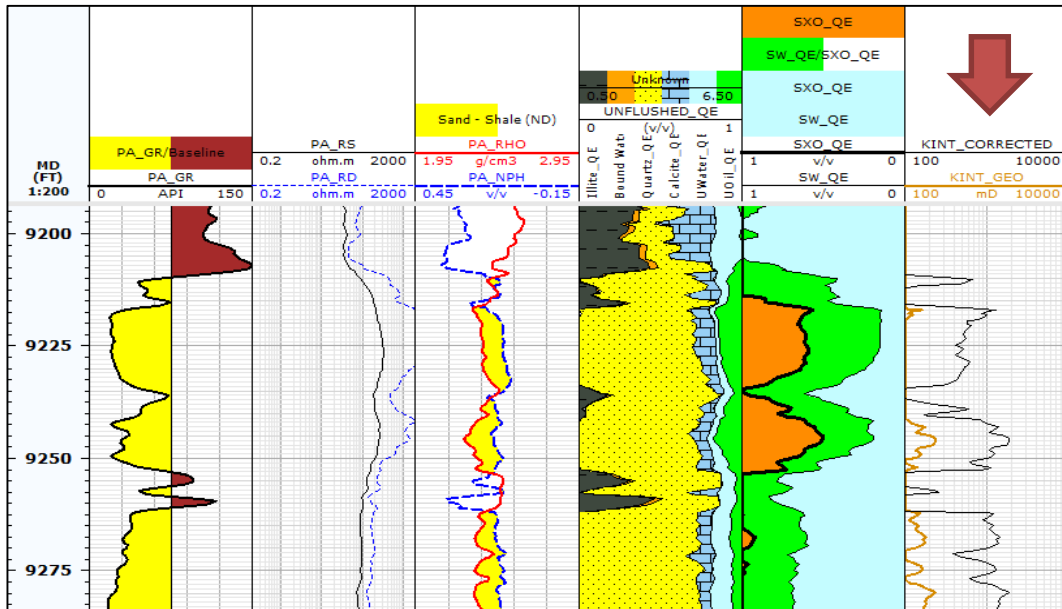 SXO_QE
SW_QE/SXO_QE
SXO_QE
SW_QE
Unknown
0.50 6.50
UNFLUSHED_QE
0 (v/v) 1
Illite_QE
Bound Wate
Quartz_QE
Calcite_QE
UWater_QE
UOil_QE
Sand - Shale (ND)
PA_GR/Baseline
MD
(FT)
1:200
PA_GR
0 API 150
PA_RS
0.2 ohm.m 2000
PA_RD
0.2 ohm.m 2000
PA_RHO
1.95 g/cm3 2.95
PA_NPH
0.45 v/v -0.15
SXO_QE
1 v/v 0
SW_QE
1 v/v 0
KINT_CORRECTED
100 10000
KINT_GEO
100 mD 10000
9200
9225
9250
9275